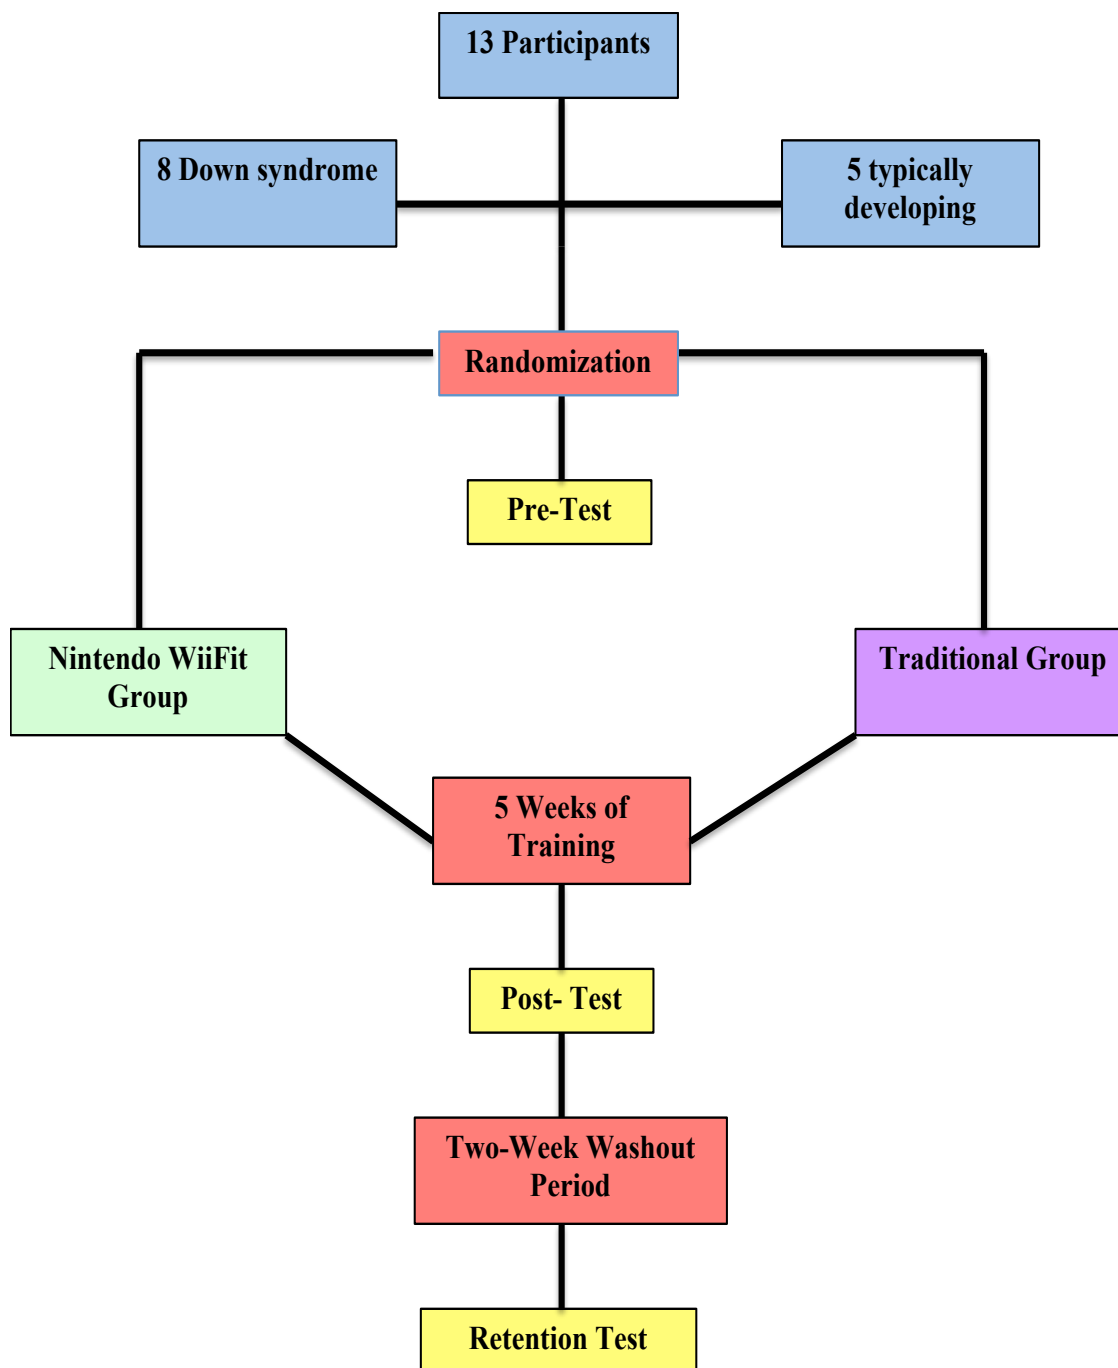 13 Participants
8 Down syndrome
5 typically
developing
Randomization
Pre-Test
Nintendo WiiFit
Group
Traditional Group
5 Weeks of
Training
Post- Test
Two-Week Washout
Period
Retention Test